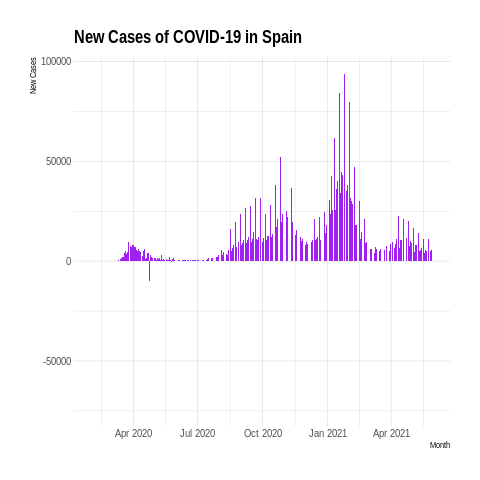 New Cases of COVID-19 in Spain
New Cases
100000
50000
0
-50000
Apr 2020 Jul 2020 Oct 2020 Jan 2021 Apr 2021
Month